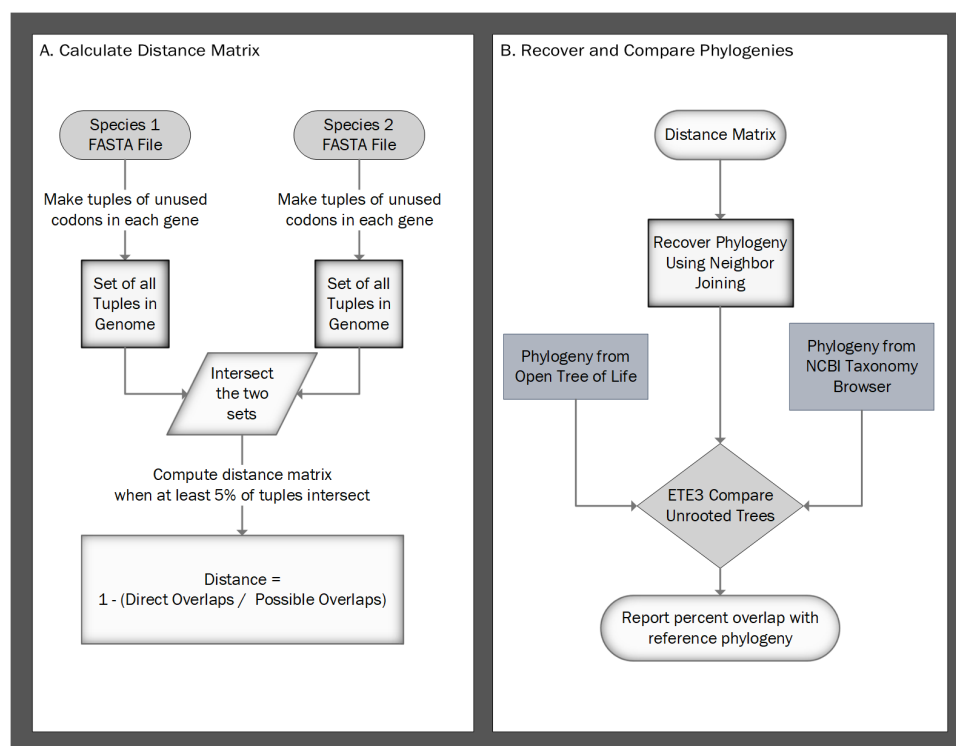 A. Calculate Distance Matrix
Species 1
FASTA File
Species 2
FASTA File
Make tuples of unused
codons in each gene
Make tuples of unused
codons in each gene
Set of all
Tuples in
Genome
Set of all
Tuples in
Genome
Intersect
the two
sets
Compute distance matrix
when at least 5% of tuples intersect
Distance =
1 - (Direct Overlaps / Possible Overlaps)
B. Recover and Compare Phylogenies
Distance Matrix
Recover Phylogeny
Using Neighbor
Joining
Phylogeny from
Open Tree of Life
Phylogeny from
NCBI Taxonomy
Browser
ETE3 Compare
Unrooted Trees
Report percent overlap with
reference phylogeny